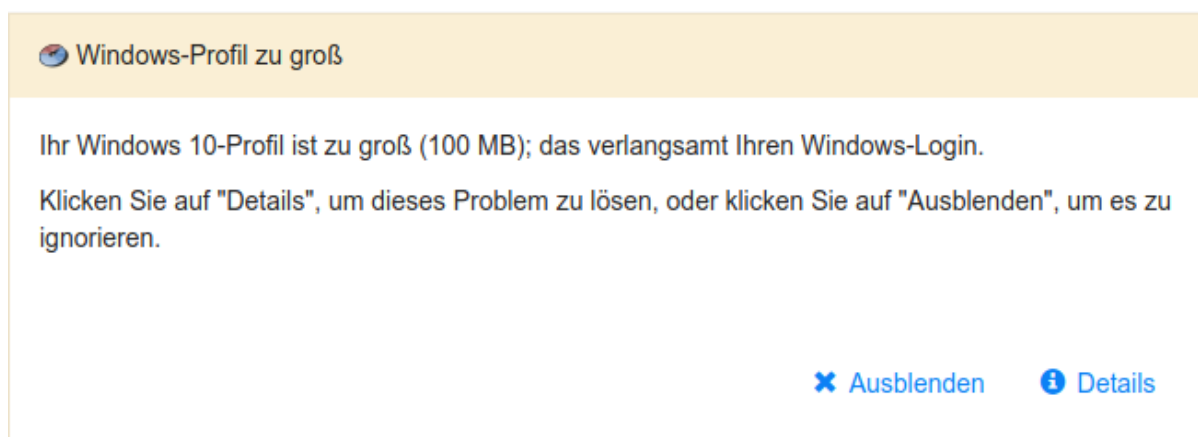 Windows-Profil zu groß
Ihr Windows 10-Profil ist zu groß (100 MB); das verlangsamt Ihren Windows-Login.
Klicken Sie auf "Details", um dieses Problem zu lösen, oder klicken Sie auf "Ausblenden", um es zu
ignorieren.
Ausblenden Details